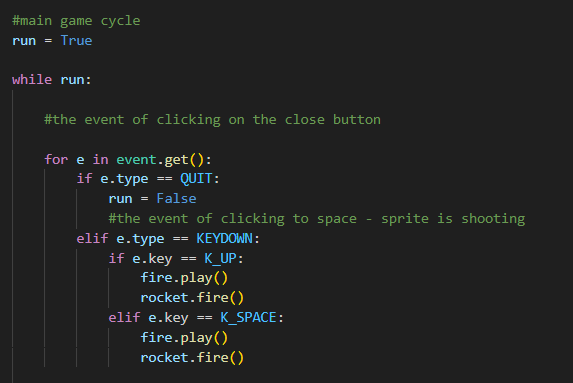 #main game cycle
run = True
while run:
#the event of clicking on the close button
for e in event.get():
if e.type == QUIT:
run = False
#the event of clicking to space - sprite is shooting
elif e.type == KEYDOWN:
if e.key == K_UP:
fire.play()
rocket.fire()
elif e.key == K_SPACE:
fire.play()
rocket.fire()